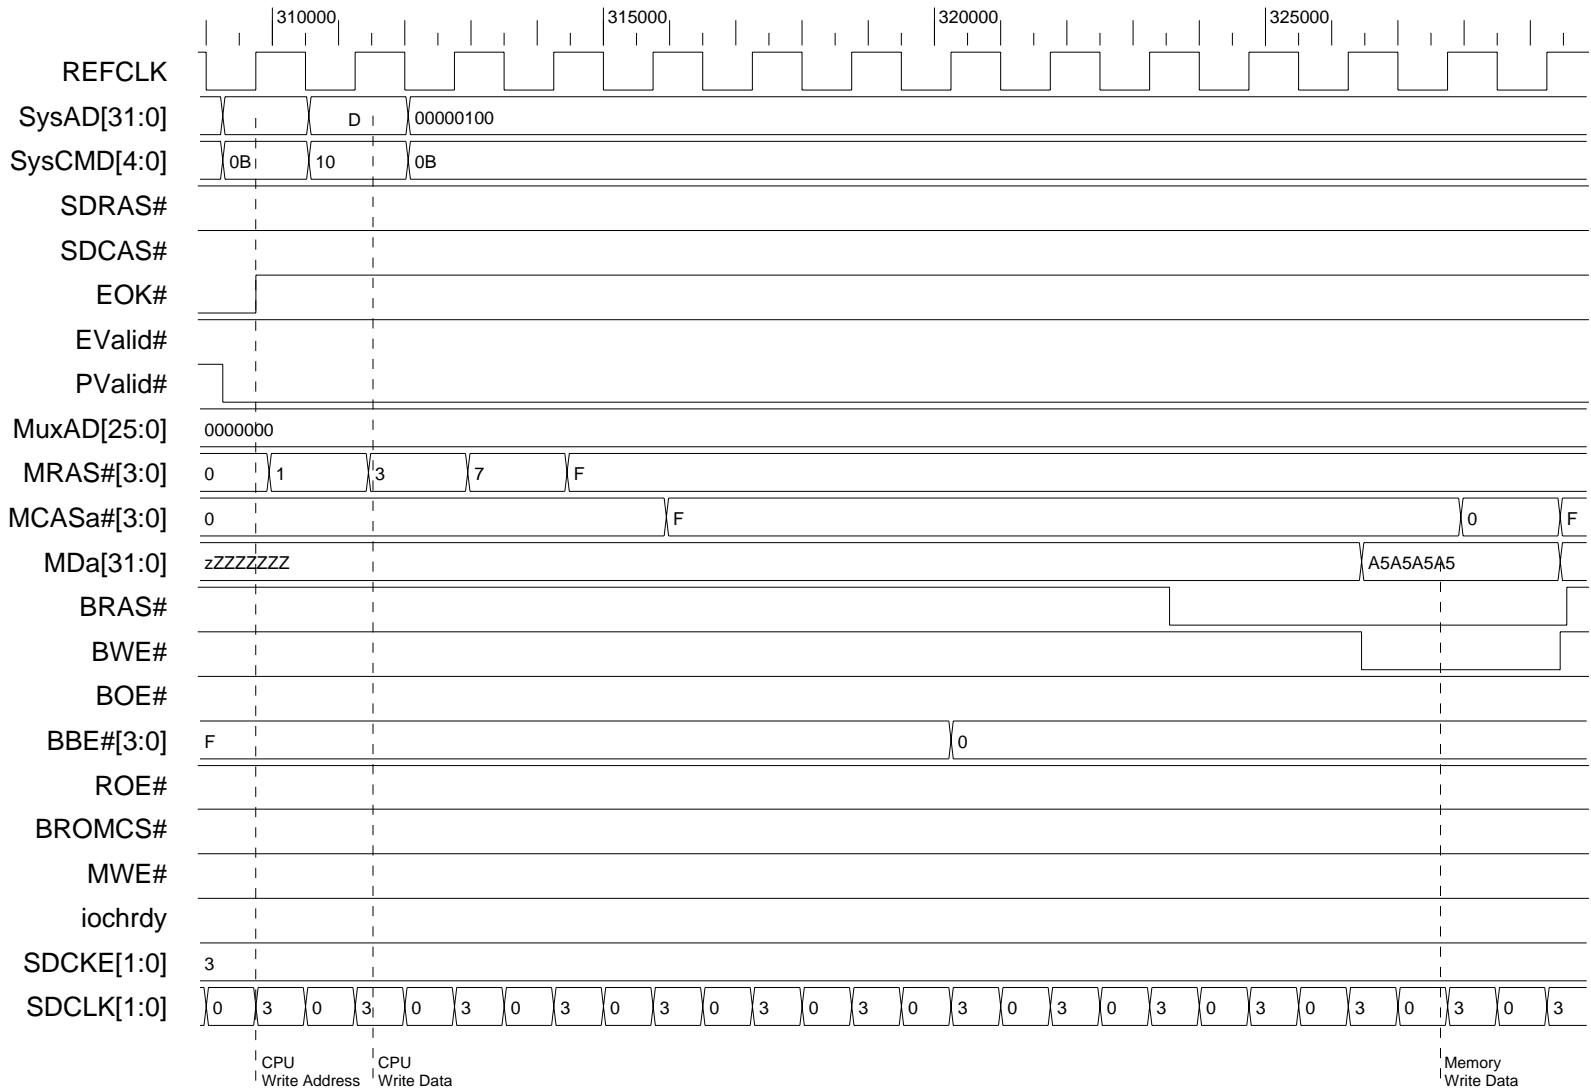 310000 315000 320000 325000
REFCLK
SysAD[31:0] D 00000100
SysCMD[4:0] 0B 10 0B
SDRAS#
SDCAS#
EOK#
EValid#
PValid#
MuxAD[25:0] 0000000
MRAS#[3:0] 0 1 3 7 F
MCASa#[3:0] 0 F 0 F
MDa[31:0] zZZZZZZZ A5A5A5A5
BRAS#
BWE#
BOE#
BBE#[3:0] F 0
ROE#
BROMCS#
MWE#
iochrdy
SDCKE[1:0] 3
SDCLK[1:0] 0 3 0 3 0 3 0 3 0 3 0 3 0 3 0 3 0 3 0 3 0 3 0 3 0 3 0 3
CPU CPU Memory
Write Address Write Data Write Data